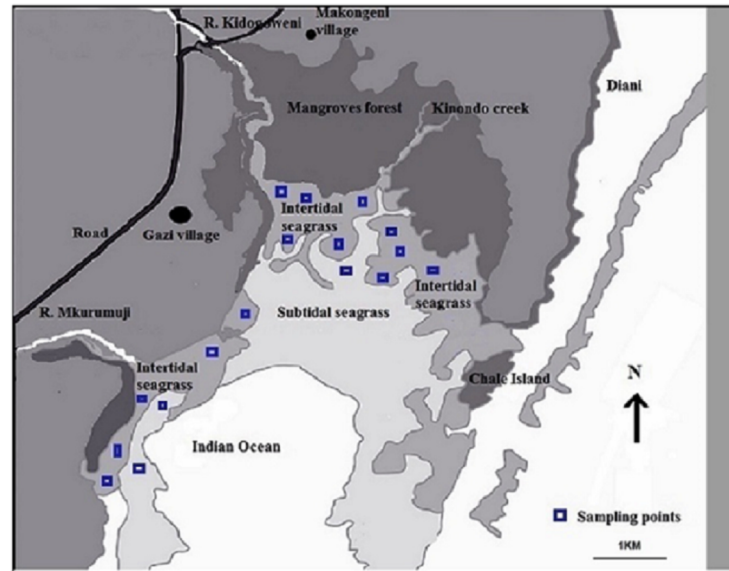 R. Kidogoweni
Makongeni
village
Diani
Mangroves forest
Kinondo creek
Intertidal
seagrass
Gazi village
Road
Intertidal
seagrass
R. Mkurumuji
Subtidal seagrass
Intertidal
seagrass
Chale Island
N
Indian Ocean
Sampling points
1KM